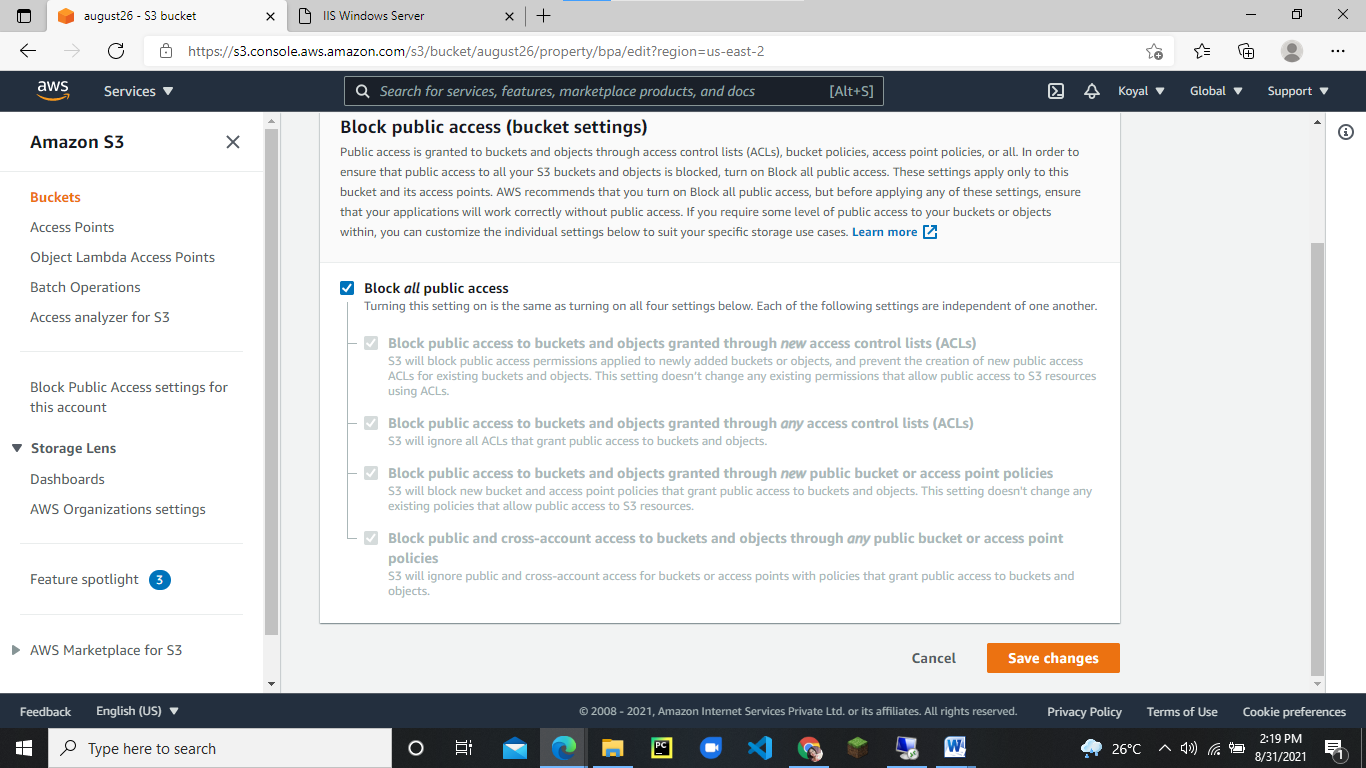 august26 - S3 bucket
IIS Windows Server
https://s3.console.aws.amazon.com/s3/bucket/august26/property/bpa/edit?region=us-east-2
aws
Services
Search for services, features, marketplace products, and docs
[Alt+S]
Koyal
Global
Support
Amazon S3
Buckets
Access Points
Object Lambda Access Points
Batch Operations
Access analyzer for S3
Block Public Access settings for
this account
Storage Lens
Dashboards
AWS Organizations settings
Feature spotlight 3
AWS Marketplace for S3
Block public access (bucket settings)
Public access is granted to buckets and objects through access control lists (ACLs), bucket policies, access point policies, or all. In order to
ensure that public access to all your S3 buckets and objects is blocked, turn on Block all public access. These settings apply only to this
bucket and its access points. AWS recommends that you turn on Block all public access, but before applying any of these settings, ensure
that your applications will work correctly without public access. If you require some level of public access to your buckets or objects
within, you can customize the individual settings below to suit your specific storage use cases. Learn more
Block all public access
Turning this setting on is the same as turning on all four settings below. Each of the following settings are independent of one another.
Block public access to buckets and objects granted through new access control lists (ACLs)
S3 will block public access permissions applied to newly added buckets or objects, and prevent the creation of new public access
ACLs for existing buckets and objects. This setting doesn't change any existing permissions that allow public access to S3 resources
using ACLs.
Block public access to buckets and objects granted through any access control lists (ACLs)
S3 will ignore all ACLs that grant public access to buckets and objects.
Block public access to buckets and objects granted through new public bucket or access point policies
S3 will block new bucket and access point policies that grant public access to buckets and objects. This setting doesn't change any
existing policies that allow public access to S3 resources.
Block public and cross-account access to buckets and objects through any public bucket or access point
policies
S3 will ignore public and cross-account access for buckets or access points with policies that grant public access to buckets and
objects.
Cancel
Save changes
Feedback
English (US)
© 2008 - 2021, Amazon Internet Services Private Ltd. or its affiliates. All rights reserved.
Privacy Policy
Terms of Use
Cookie preferences
Type here to search
PC
W
26°C
2:19 PM
8/31/2021
1